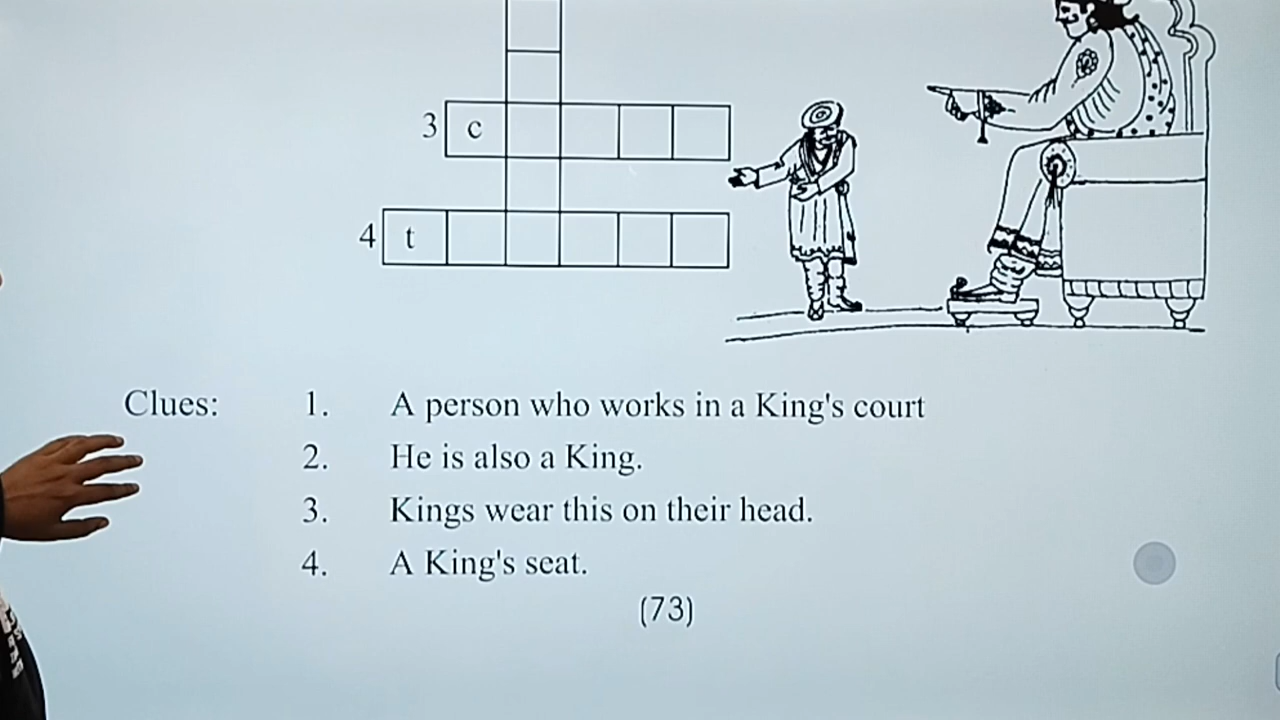 3 c
4 t
Clues: 1. A person who works in a King's court
2. He is also a King.
3. Kings wear this on their head.
4. A King's seat.
(73)